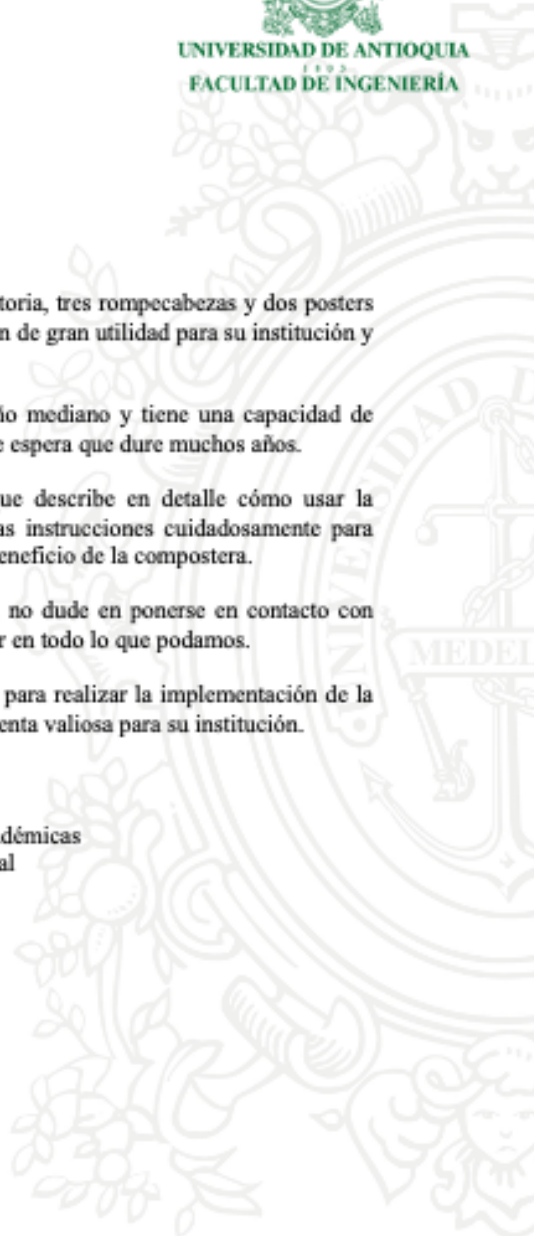 UNIVERSIDAD DE ANTIOQUIA
1803
FACULTAD DE INGENIERÍA
toria, tres rompecabezas y dos posters
n de gran utilidad para su institución y
ño mediano y tiene una capacidad de
e espera que dure muchos años.
ue describe en detalle cómo usar la
as instrucciones cuidadosamente para
eneficio de la compostera.
no dude en ponerse en contacto con
r en todo lo que podamos.
para realizar la implementación de la
enta valiosa para su institución.
démicas
al
UNIVERSIDAD D
MEDEL